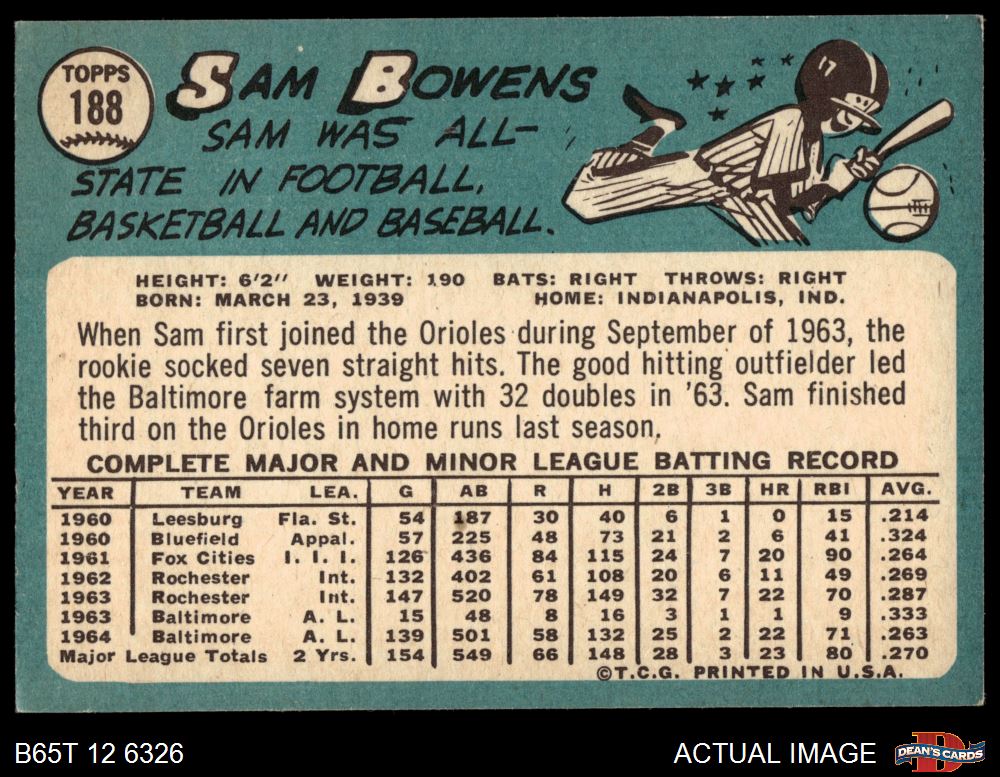 TOPPS
188
SAM BOWENS
SAM WAS ALL-
STATE IN FOOTBALL,
BASKETBALL AND BASEBALL.
17
HEIGHT: 6'2" WEIGHT: 190 BATS: RIGHT THROWS: RIGHT
BORN: MARCH 23, 1939 HOME: INDIANAPOLIS, IND.
When Sam first joined the Orioles during September of 1963, the
rookie socked seven straight hits. The good hitting outfielder led
the Baltimore farm system with 32 doubles in '63. Sam finished
third on the Orioles in home runs last season.
COMPLETE MAJOR AND MINOR LEAGUE BATTING RECORD
YEAR TEAM LEA. G AB R H 2B 3B HR RBI AVG.
1960 Leesburg Fla. St. 54 187 30 40 6 1 0 15 .214
1960 Bluefield Appal. 57 225 48 73 21 2 6 41 .324
1961 Fox Cities I. I. I. 126 436 84 115 24 7 20 90 .264
1962 Rochester Int. 132 402 61 108 20 6 11 49 .269
1963 Rochester Int. 147 520 78 149 32 7 22 70 .287
1963 Baltimore A. L. 15 48 8 16 3 1 1 9 .333
1964 Baltimore A. L. 139 501 58 132 25 2 22 71 .263
Major League Totals 2 Yrs. 154 549 66 148 28 3 23 80 .270
©T.C.G. PRINTED IN U.S.A.
B65T 12 6326
ACTUAL IMAGE
D
DEAN'S CARDS